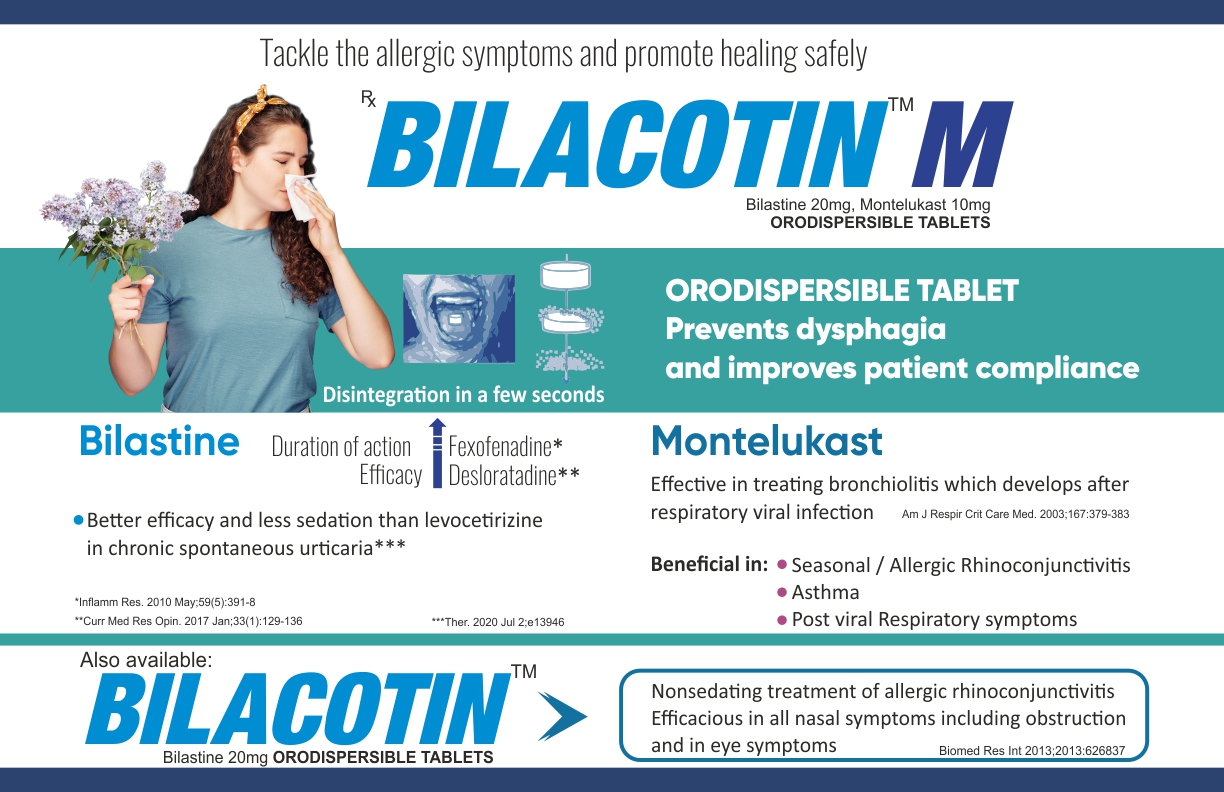 Tackle the allergic symptoms and promote healing safely
Rx BILACOTIN™ M
Bilastine 20mg, Montelukast 10mg
ORODISPERSIBLE TABLETS
Disintegration in a few seconds
ORODISPERSIBLE TABLET
Prevents dysphagia
and improves patient compliance
Bilastine
Duration of action Fexofenadine*
Efficacy Desloratadine**
•Better efficacy and less sedation than levocetirizine
in chronic spontaneous urticaria***
*Inflamm Res. 2010 May;59(5):391-8
**Curr Med Res Opin. 2017 Jan;33(1):129-136
***Ther. 2020 Jul 2;e13946
Montelukast
Effective in treating bronchiolitis which develops after
respiratory viral infection Am J Respir Crit Care Med. 2003;167:379-383
Beneficial in: • Seasonal / Allergic Rhinoconjunctivitis
• Asthma
• Post viral Respiratory symptoms
Also available:
BILACOTIN™
Bilastine 20mg ORODISPERSIBLE TABLETS
Nonsedating treatment of allergic rhinoconjunctivitis
Efficacious in all nasal symptoms including obstruction
and in eye symptoms Biomed Res Int 2013;2013:626837